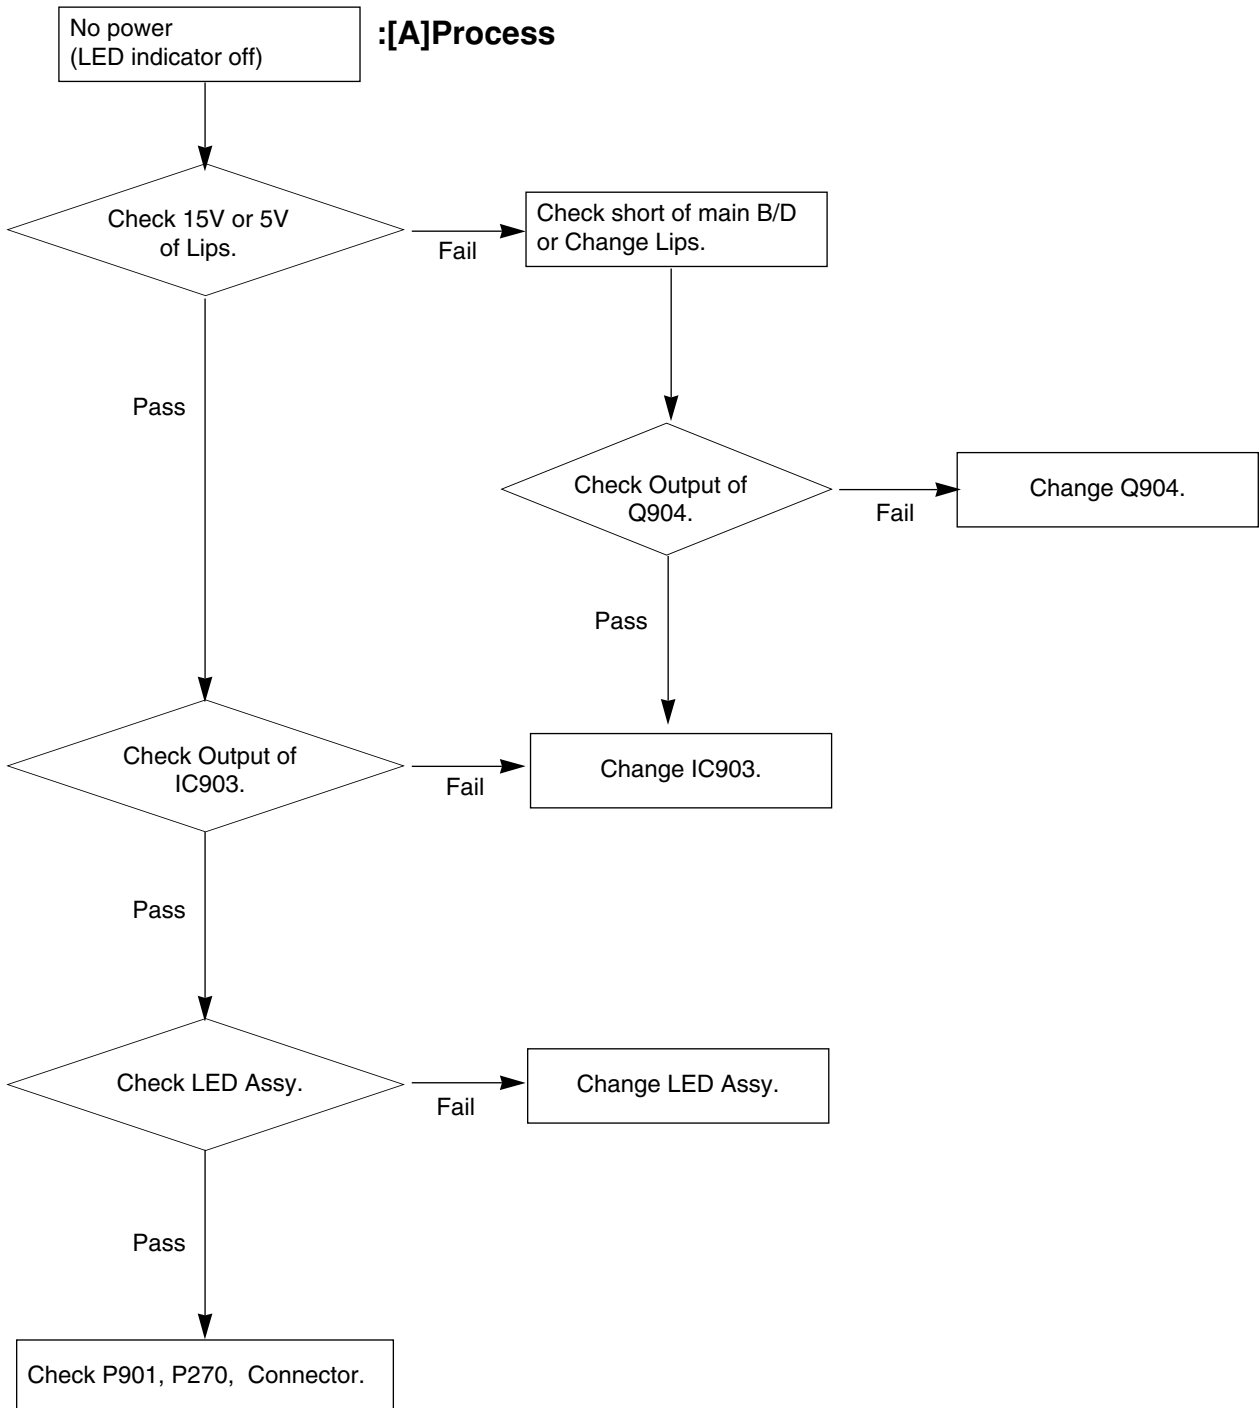 No power
(LED indicator off)
:[A]Process
Check 15V or 5V
of Lips.
Fail
Check short of main B/D
or Change Lips.
Pass
Check Output of
Q904.
Fail
Change Q904.
Pass
Check Output of
IC903.
Fail
Change IC903.
Pass
Check LED Assy.
Fail
Change LED Assy.
Pass
Check P901, P270, Connector.